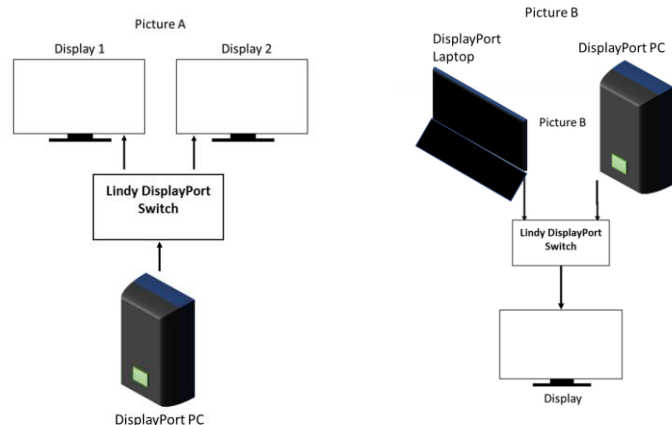 Picture A
Display 1
Display 2
Lindy DisplayPort
Switch
DisplayPort PC
Picture B
DisplayPort
Laptop
DisplayPort PC
Picture B
Lindy DisplayPort
Switch
Display